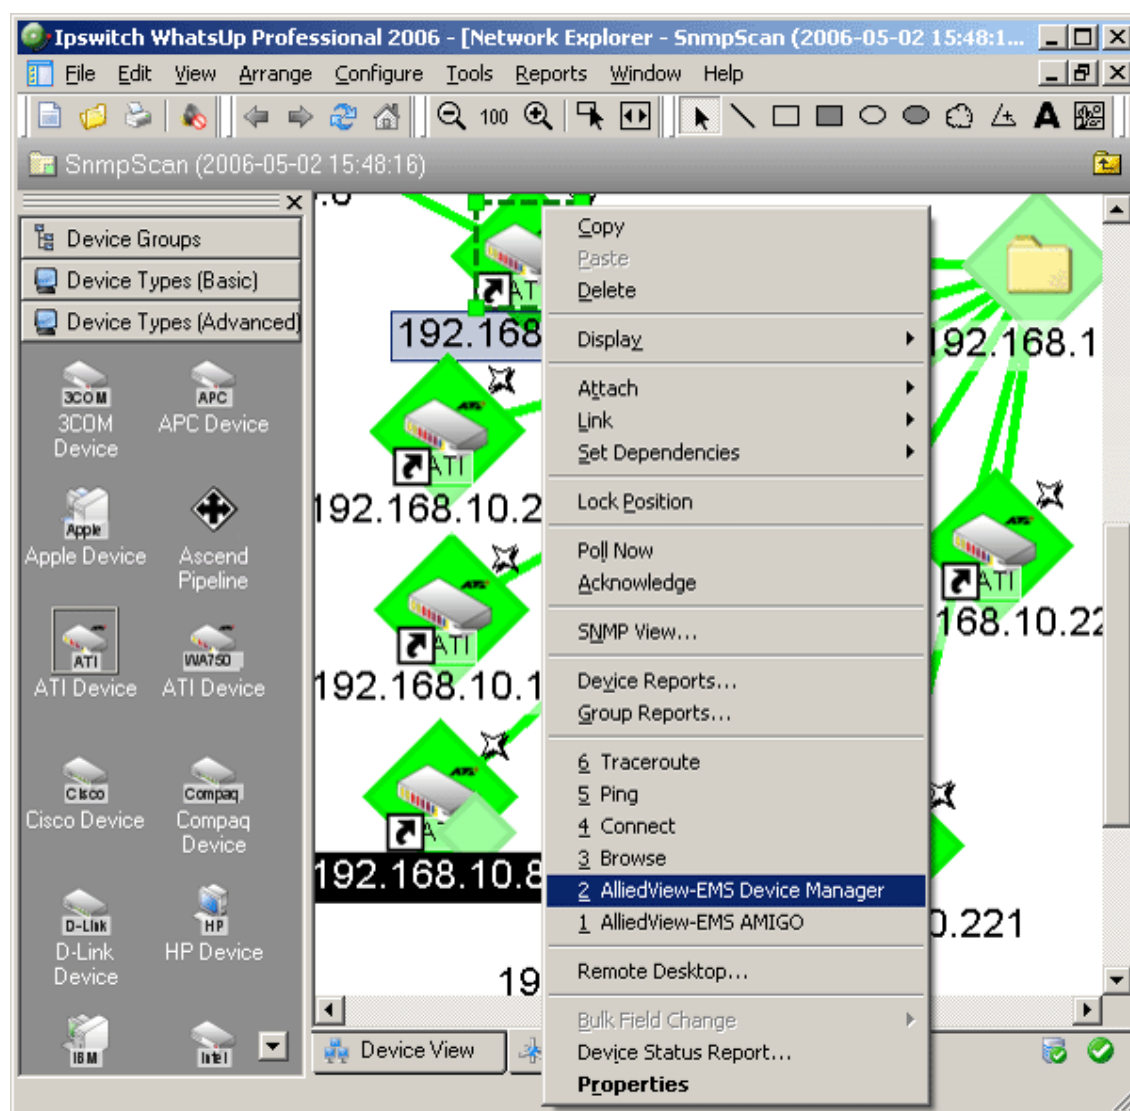 Ipswitch WhatsUp Professional 2006 - [Network Explorer - SnmpScan (2006-05-02 15:48:1...
File Edit View Arrange Configure Tools Reports Window Help
100
A
SnmpScan (2006-05-02 15:48:16)
Device Groups
Device Types (Basic)
Device Types (Advanced)
3COM
3COM
Device
APC
APC Device
Apple
Apple Device
Ascend
Pipeline
ATI
ATI Device
WA750
ATI Device
Cisco
Cisco Device
Compaq
Compaq
Device
D-Link
D-Link
Device
HP
HP Device
IBM
Intel
ATI
192.168
ATI
192.168.10.2
ATI
192.168.10.1
192.168.10.8
19
192.168.1
ATI
168.10.22
0.221
Copy
Paste
Delete
Display
Attach
Link
Set Dependencies
Lock Position
Poll Now
Acknowledge
SNMP View...
Device Reports...
Group Reports...
6 Traceroute
5 Ping
4 Connect
3 Browse
2 AlliedView-EMS Device Manager
1 AlliedView-EMS AMIGO
Remote Desktop...
Bulk Field Change
Device Status Report...
Properties
Device View